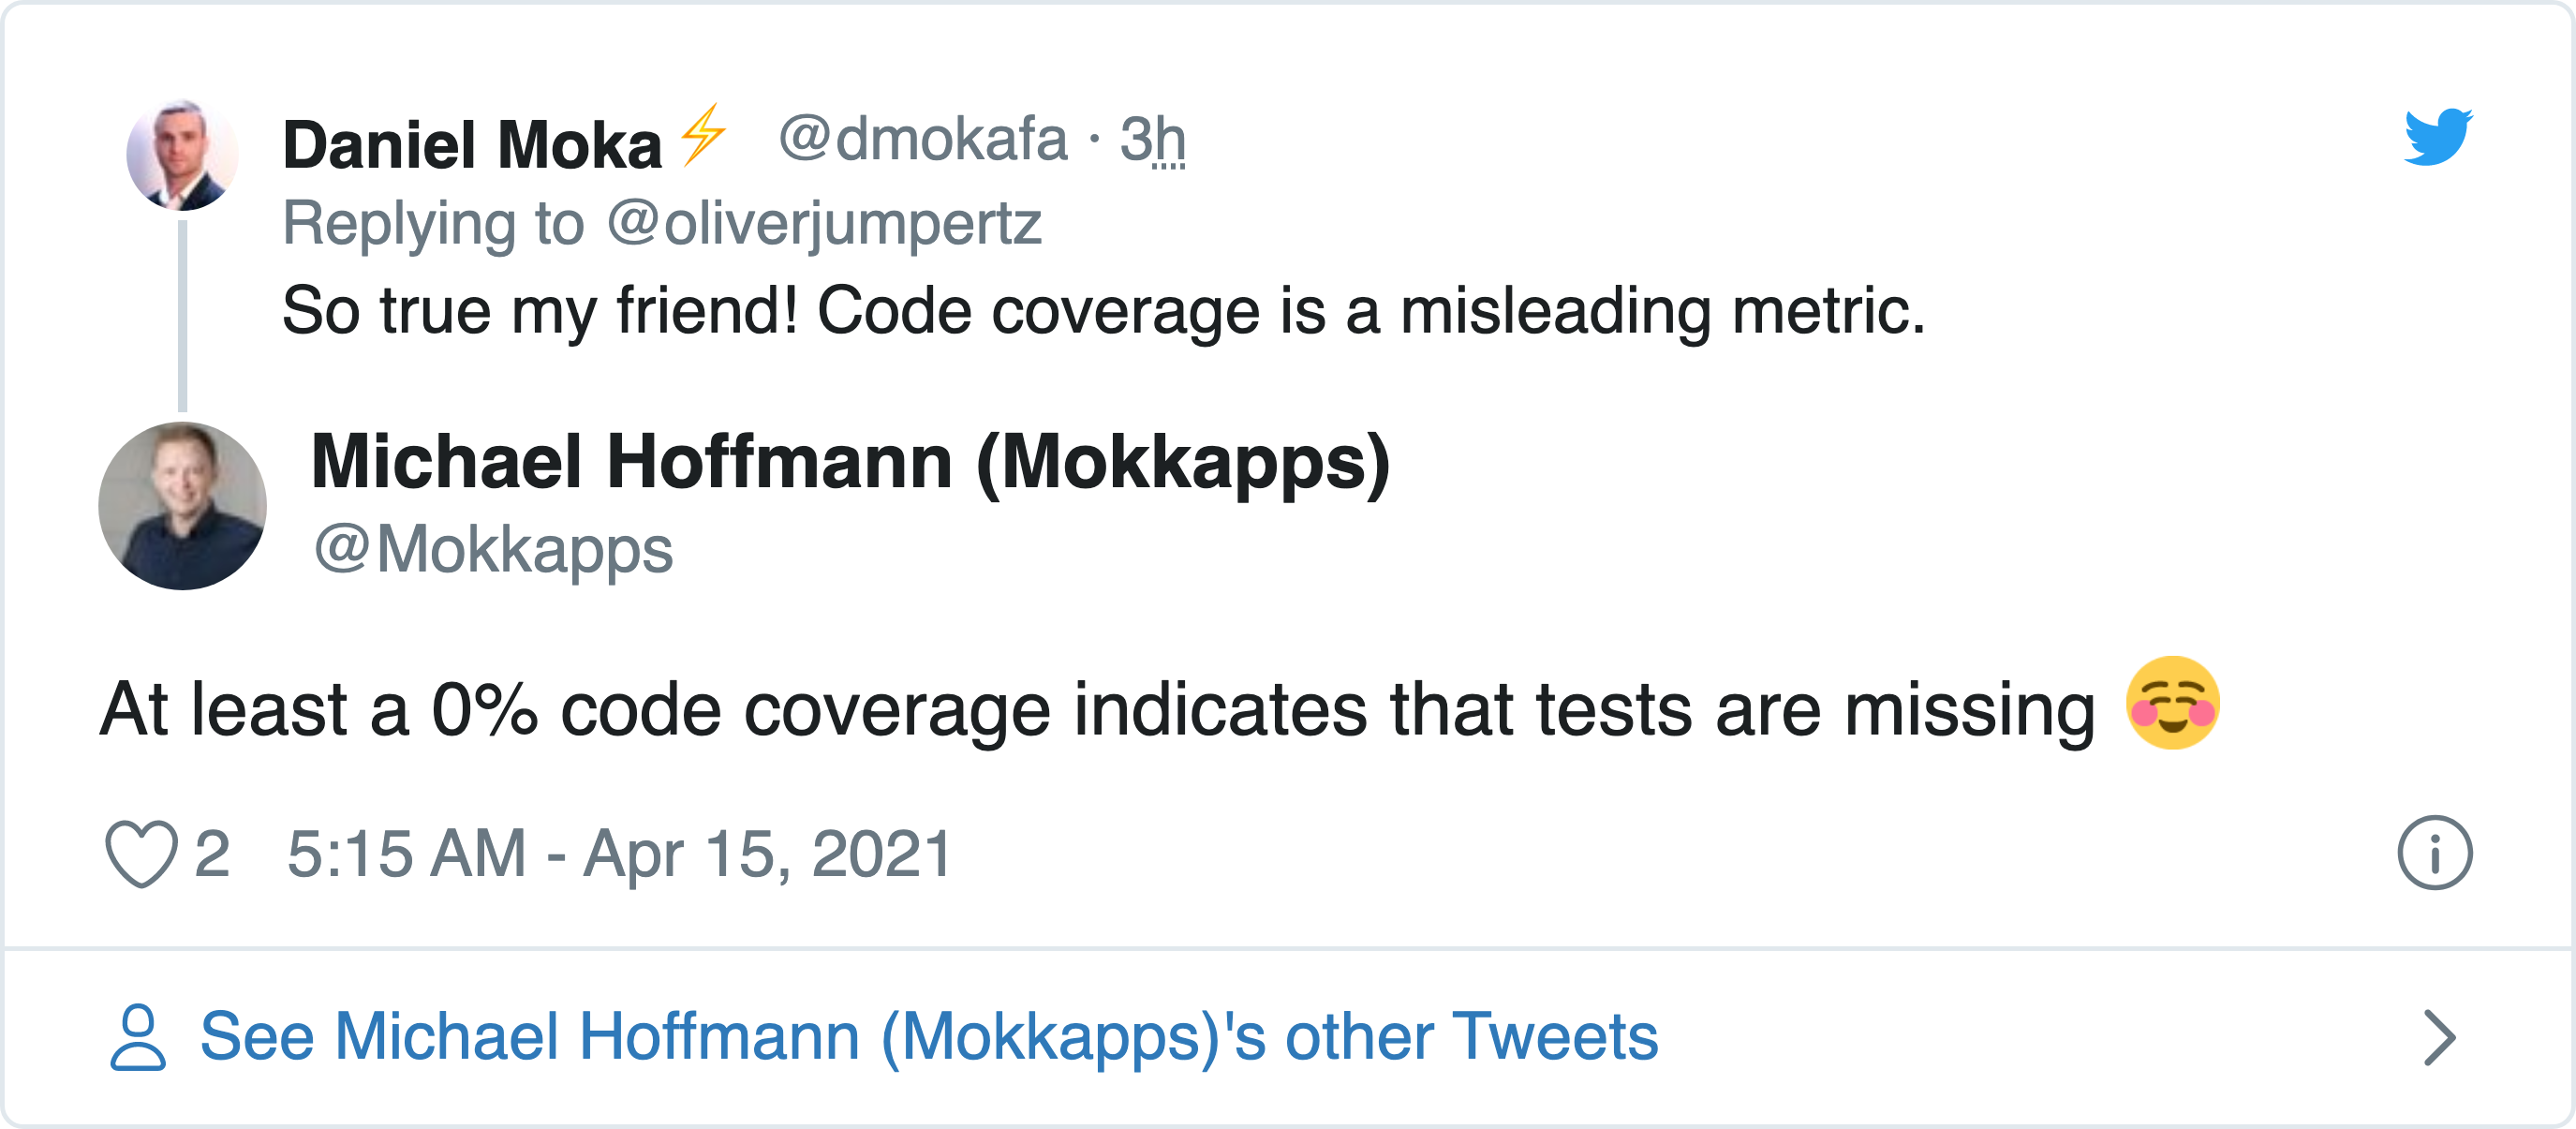 Daniel Moka⚡ @dmokafa · 3h
Replying to @oliverjumpertz
So true my friend! Code coverage is a misleading metric.
Michael Hoffmann (Mokkapps)
@Mokkapps
At least a 0% code coverage indicates that tests are missing ☺️
2 5:15 AM - Apr 15, 2021
See Michael Hoffmann (Mokkapps)'s other Tweets